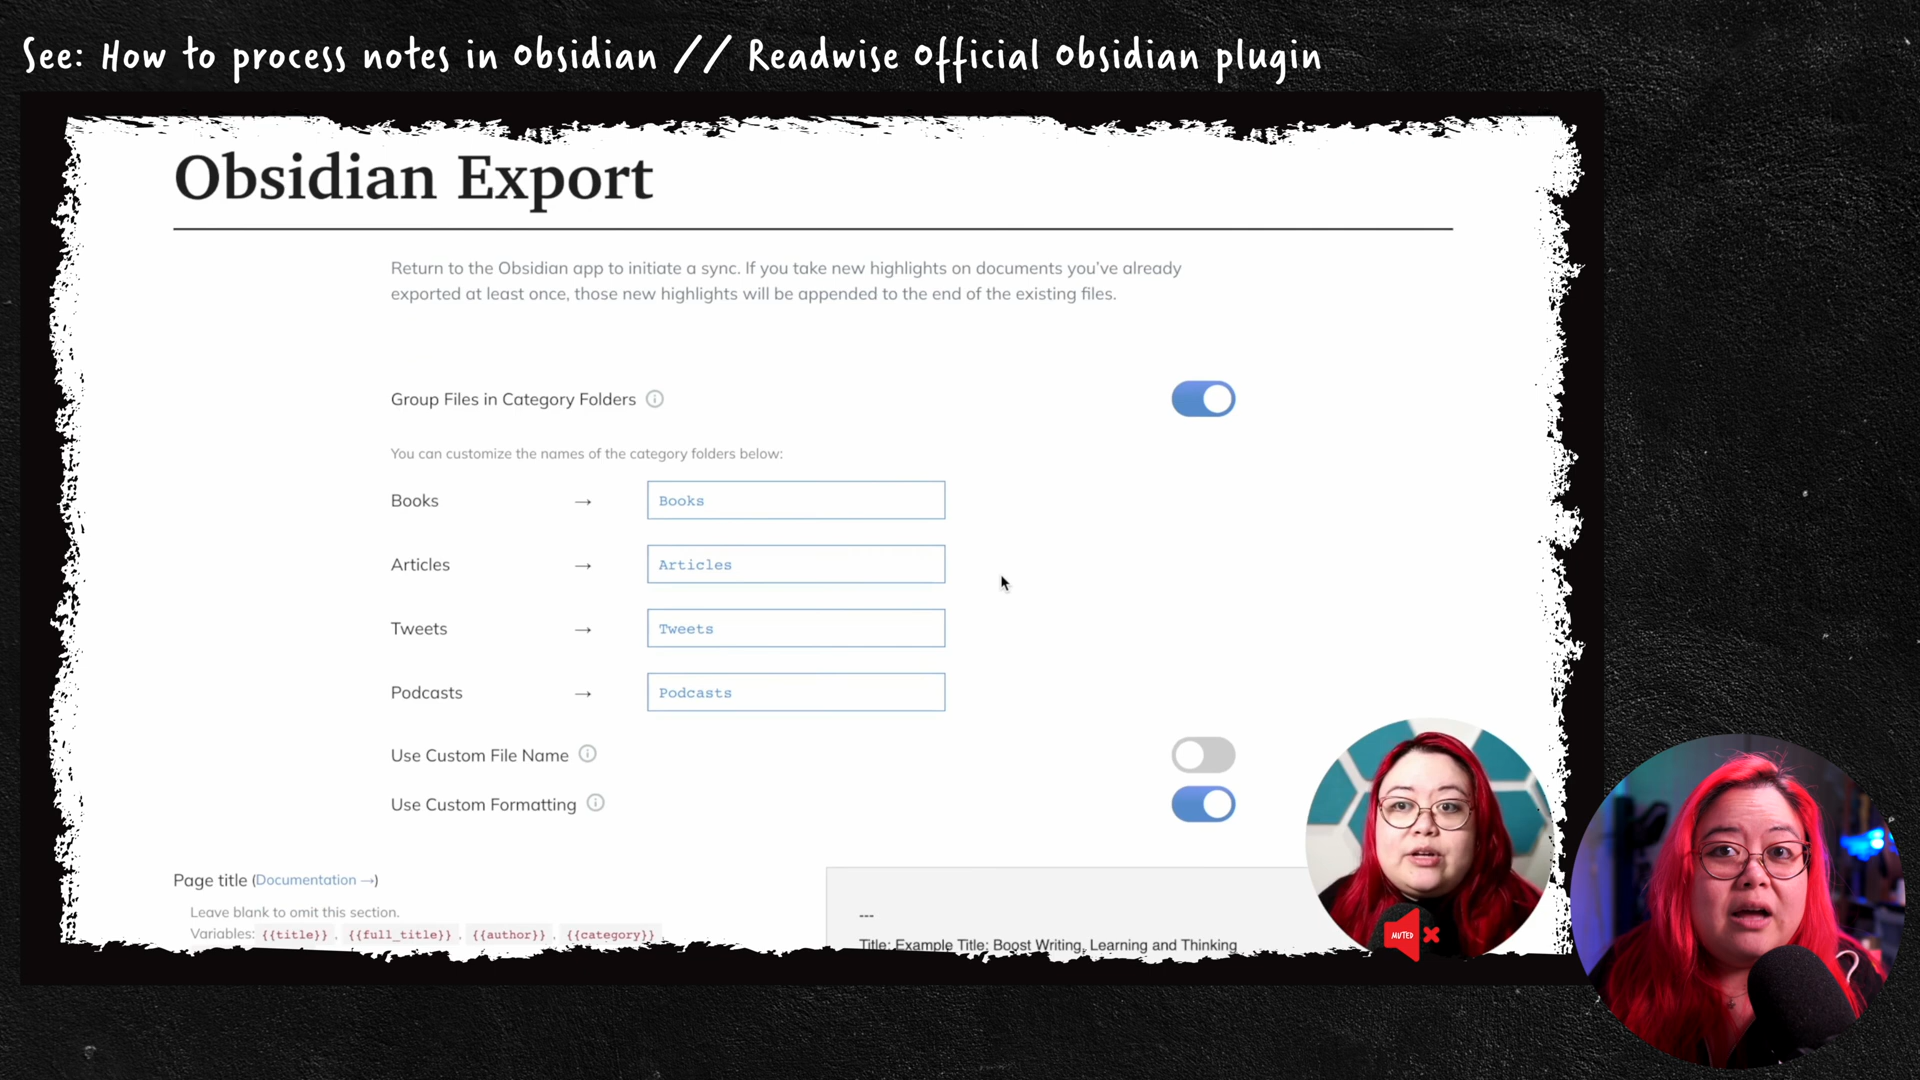 See: How to process notes in Obsidian // Readwise Official Obsidian plugin
Obsidian Export
Return to the Obsidian app to initiate a sync. If you take new highlights on documents you've already
exported at least once, those new highlights will be appended to the end of the existing files.
Group Files in Category Folders
You can customize the names of the category folders below:
Books → Books
Articles → Articles
Tweets → Tweets
Podcasts → Podcasts
Use Custom File Name
Use Custom Formatting
Page title (Documentation →)
Leave blank to omit this section.
Variables: {{title}}, {{full_title}}, {{author}}, {{category}}
---
Title: Example Title: Boost Writing, Learning and Thinking
MUTED